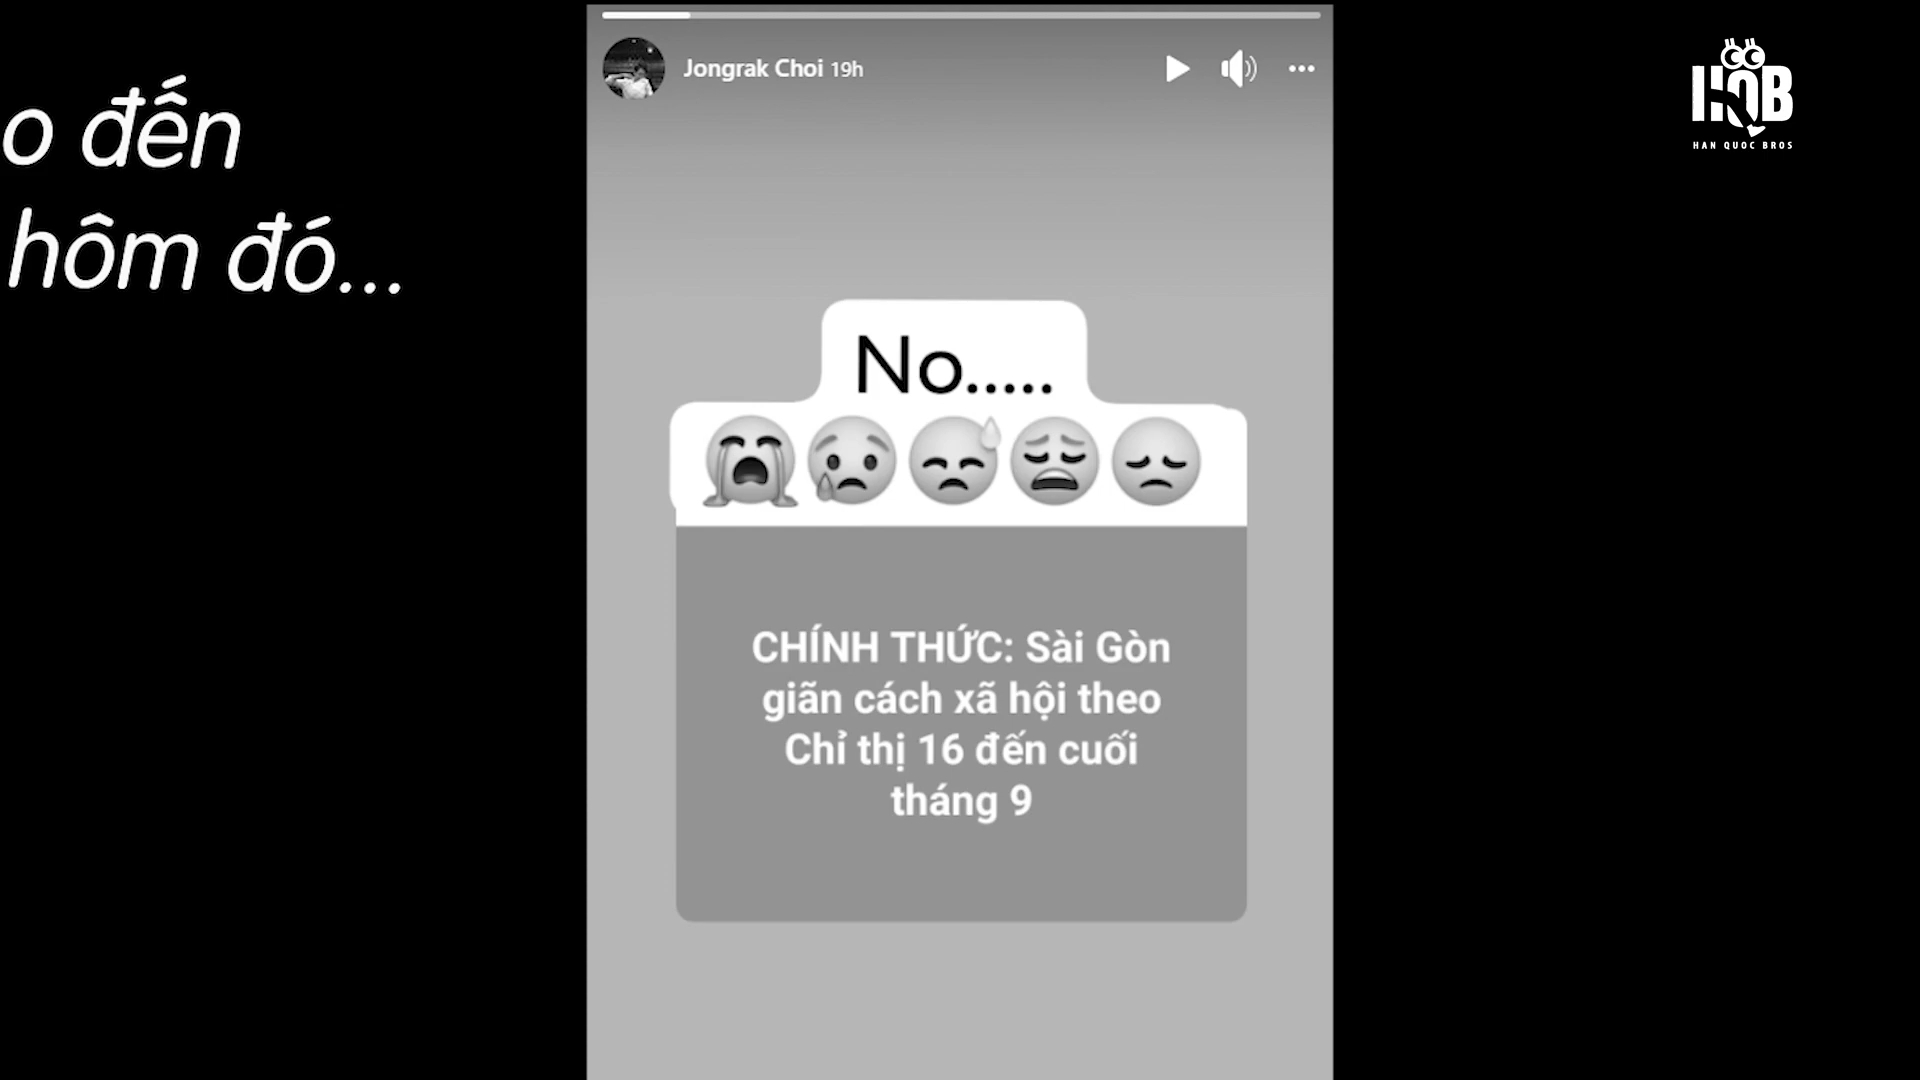 o đến
hôm đó...
Jongrak Choi 19h
HQB
HAN QUOC BROS
No.....
CHÍNH THỨC: Sài Gòn
giãn cách xã hội theo
Chỉ thị 16 đến cuối
tháng 9